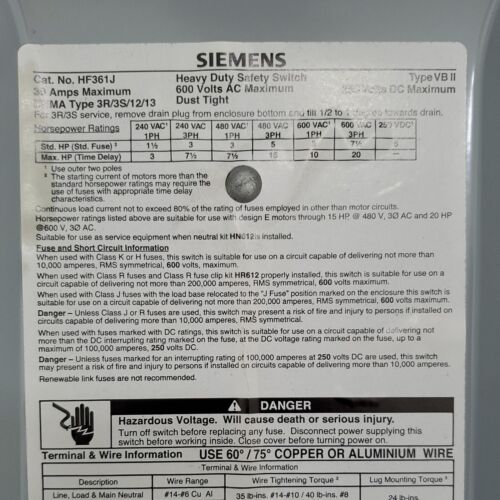 SIEMENS
Cat. No. HF361J Heavy Duty Safety Switch Type VB II
30 Amps Maximum 600 Volts AC Maximum 250 Volts DC Maximum
NEMA Type 3R/3S/12/13 Dust Tight
For 3R/3S service, remove drain plug from enclosure bottom end till 1/2 to 1 degree towards drain.
Horsepower Ratings 240 VAC¹ 1PH 240 VAC 3PH 480 VAC¹ 1PH 480 VAC 3PH 600 VAC¹ 1PH 600 VAC 3PH 250 VDC¹
Std. HP (Std. Fuse)² 1½ 3 3 5 3 7½ 5
Max. HP (Time Delay) 3 7½ 7½ 15 10 20 —
¹ Use outer two poles
² The starting current of motors more than the
standard horsepower ratings may require the
use of fuses with appropriate time delay
characteristics.
Continuous load current not to exceed 80% of the rating of fuses employed in other than motor circuits.
Horsepower ratings listed above are suitable for use with design E motors through 15 HP @ 480 V, 3Ø AC and 20 HP
@600 V, 3Ø AC.
Suitable for use as service equipment when neutral kit HN612 is installed.
Fuse and Short Circuit Information
When used with Class K or H fuses, this switch is suitable for use on a circuit capable of delivering not more than
10,000 amperes, RMS symmetrical, 600 volts, maximum.
When used with Class R fuses and Class R fuse clip kit HR612 properly installed, this switch is suitable for use on a
circuit capable of delivering not more than 200,000 amperes, RMS symmetrical, 600 volts maximum.
When used with Class J fuses with the load base relocated to the "J Fuse" position marked on the enclosure this switch is
suitable for use on a circuit capable of delivering not more than 200,000 amperes, RMS symmetrical, 600 volts maximum.
Danger – Unless Class J or R fuses are used, this switch may present a risk of fire and injury to persons if installed on
circuits capable of delivering more than 10,000 amperes, RMS symmetrical.
When used with fuses marked with DC ratings, this switch is suitable for use on a circuit capable of delivering not
more than the DC interrupting rating marked on the fuse, at the DC voltage rating marked on the fuse, up to a
maximum of 100,000 amperes, 250 volts DC.
Danger – Unless fuses marked for an interrupting rating of 100,000 amperes at 250 volts DC are used, this switch
may present a risk of fire and injury to persons if installed on circuits capable of delivering more than 10,000 amperes.
Renewable link fuses are not recommended.
DANGER
Hazardous Voltage. Will cause death or serious injury.
Turn off switch before replacing any fuse. Disconnect power supplying this
switch before working inside. Close cover before turning power on.
Terminal & Wire Information USE 60°/75° COPPER OR ALUMINIUM WIRE
Terminal & Wire Information
Description Wire Range Wire Tightening Torque ² Lug Mounting Torque ³
Line, Load & Main Neutral #14-#6 Cu Al 35 lb-ins. #14-#10 / 40 lb-ins. #8 24 lb-ins.